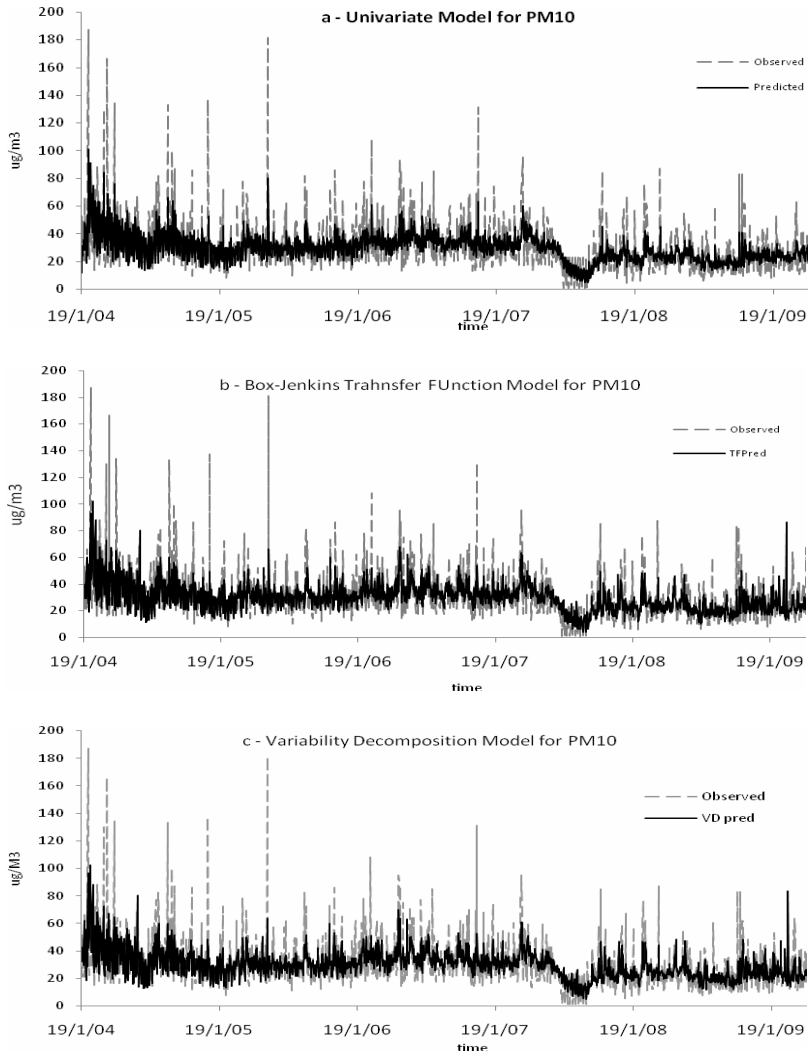 a - Univariate Model for PM10
200
180
160
140
120
100
80
60
40
20
0
ug/m3
Observed
Predicted
19/1/04 19/1/05 19/1/06 19/1/07 19/1/08 19/1/09
time
b - Box-Jenkins Trahnsfer FUnction Model for PM10
200
180
160
140
120
100
80
60
40
20
0
ug/m3
Observed
TFPred
19/1/04 19/1/05 19/1/06 19/1/07 19/1/08 19/1/09
time
c - Variability Decomposition Model for PM10
200
180
160
140
120
100
80
60
40
20
0
ug/M3
Observed
VD pred
19/1/04 19/1/05 19/1/06 19/1/07 19/1/08 19/1/09
time